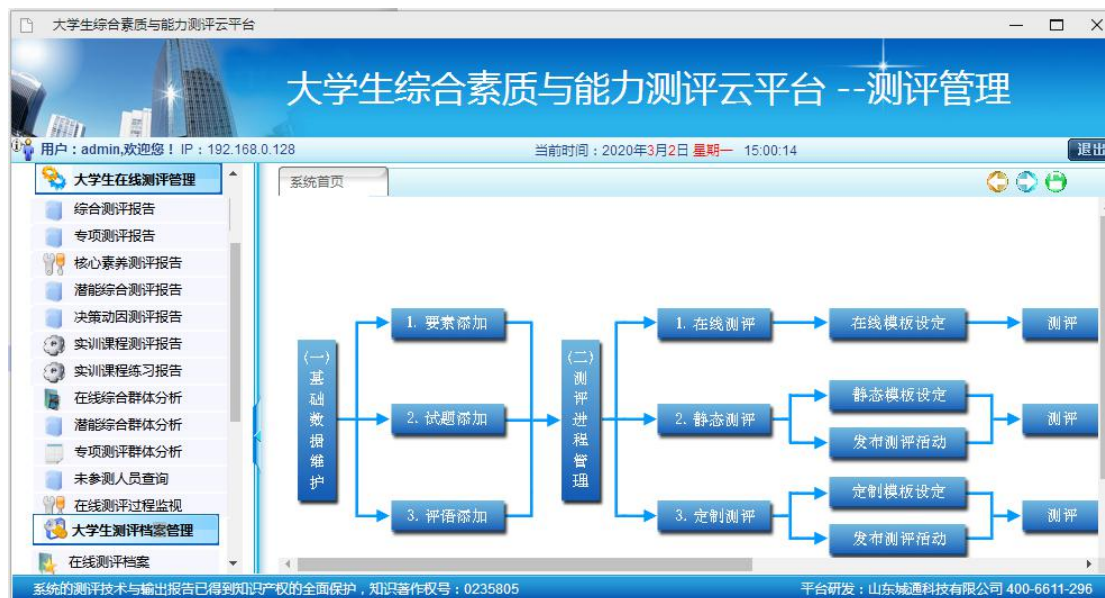 大学生综合素质与能力测评云平台
大学生综合素质与能力测评云平台 --测评管理
用户：admin,欢迎您！ IP：192.168.0.128
当前时间：2020年3月2日 星期一 15:00:14
退出
大学生在线测评管理
综合测评报告
专项测评报告
核心素养测评报告
潜能综合测评报告
决策动因测评报告
实训课程测评报告
实训课程练习报告
在线综合群体分析
潜能综合群体分析
专项测评群体分析
未参测人员查询
在线测评过程监视
大学生测评档案管理
在线测评档案
系统首页
(一)基础数据维护
1. 要素添加
2. 试题添加
3. 评语添加
(二)测评进程管理
1. 在线测评
在线模板设定
测评
2. 静态测评
静态模板设定
发布测评活动
测评
3. 定制测评
定制模板设定
发布测评活动
测评
系统的测评技术与输出报告已得到知识产权的全面保护，知识著作权号：0235805
平台研发：山东城通科技有限公司 400-6611-296